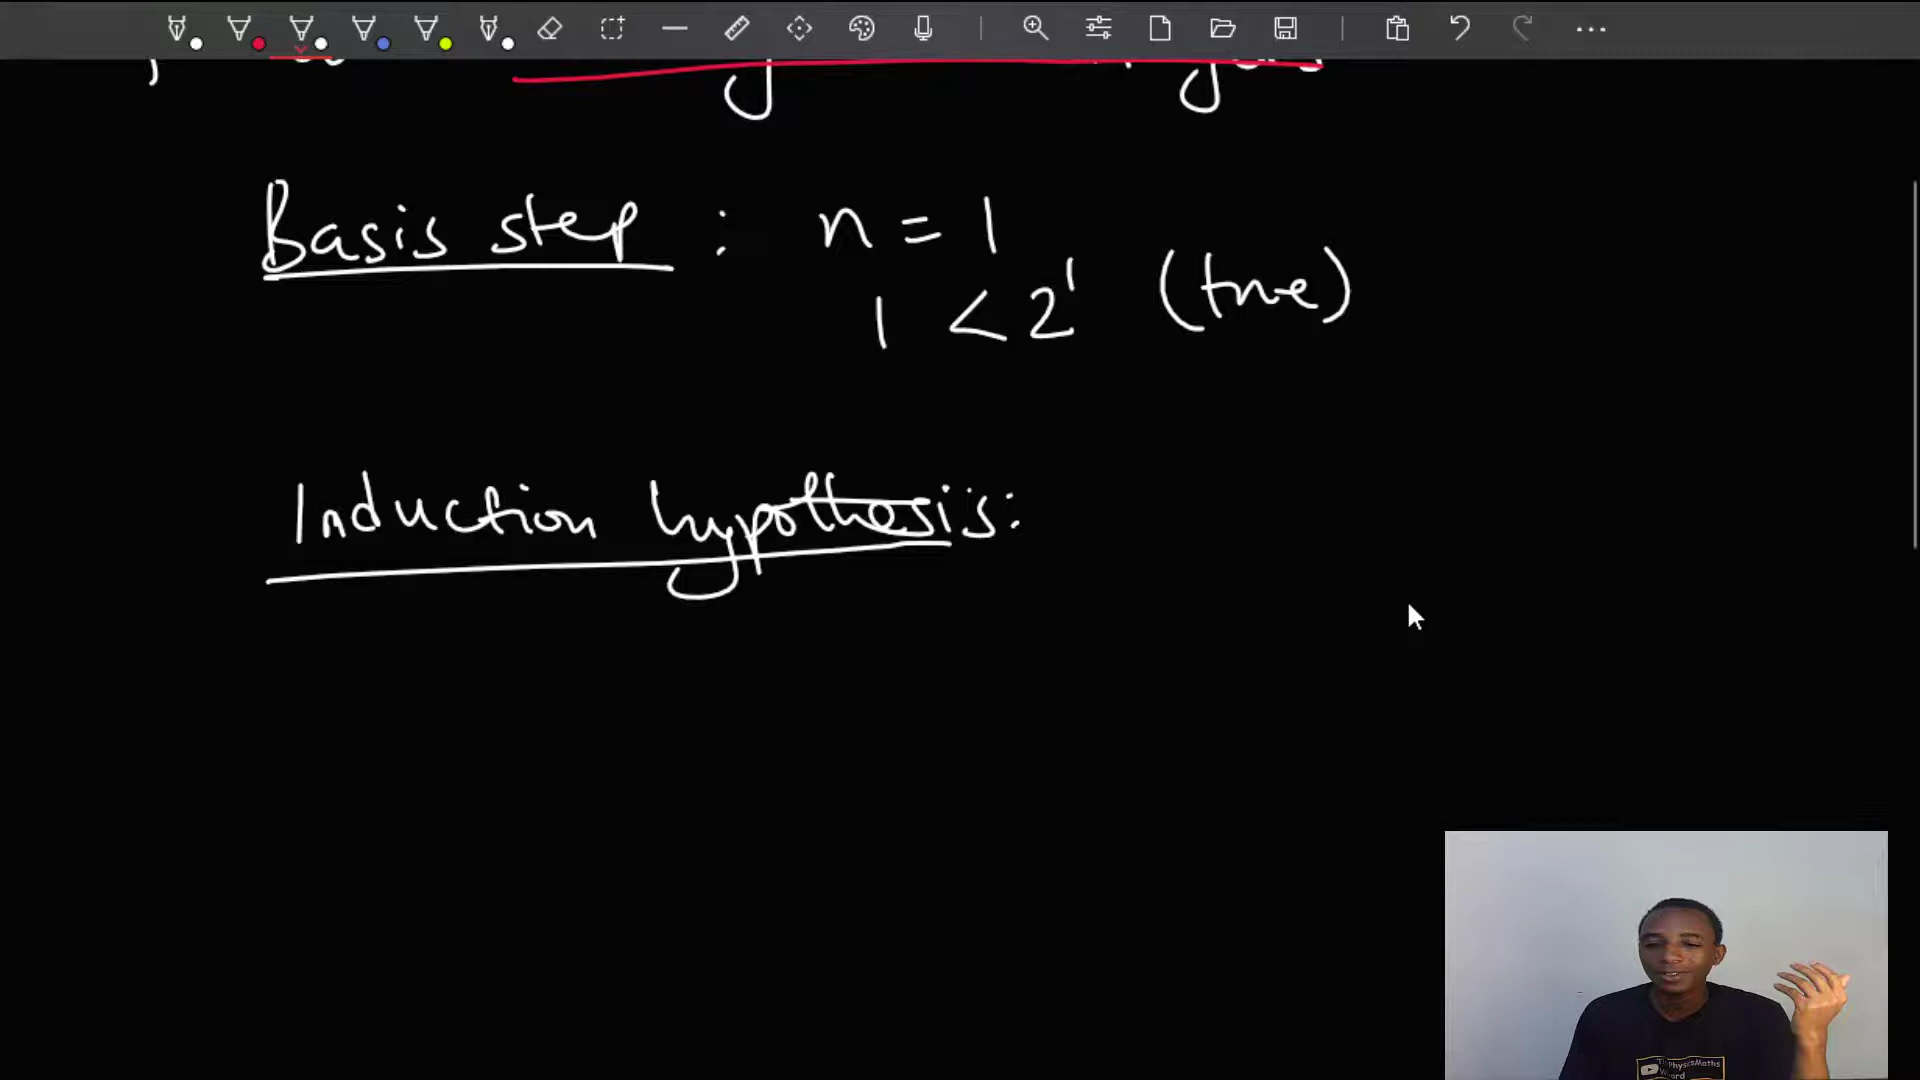 Basis step : n = 1
1 < 2¹ (true)
Induction hypothesis: